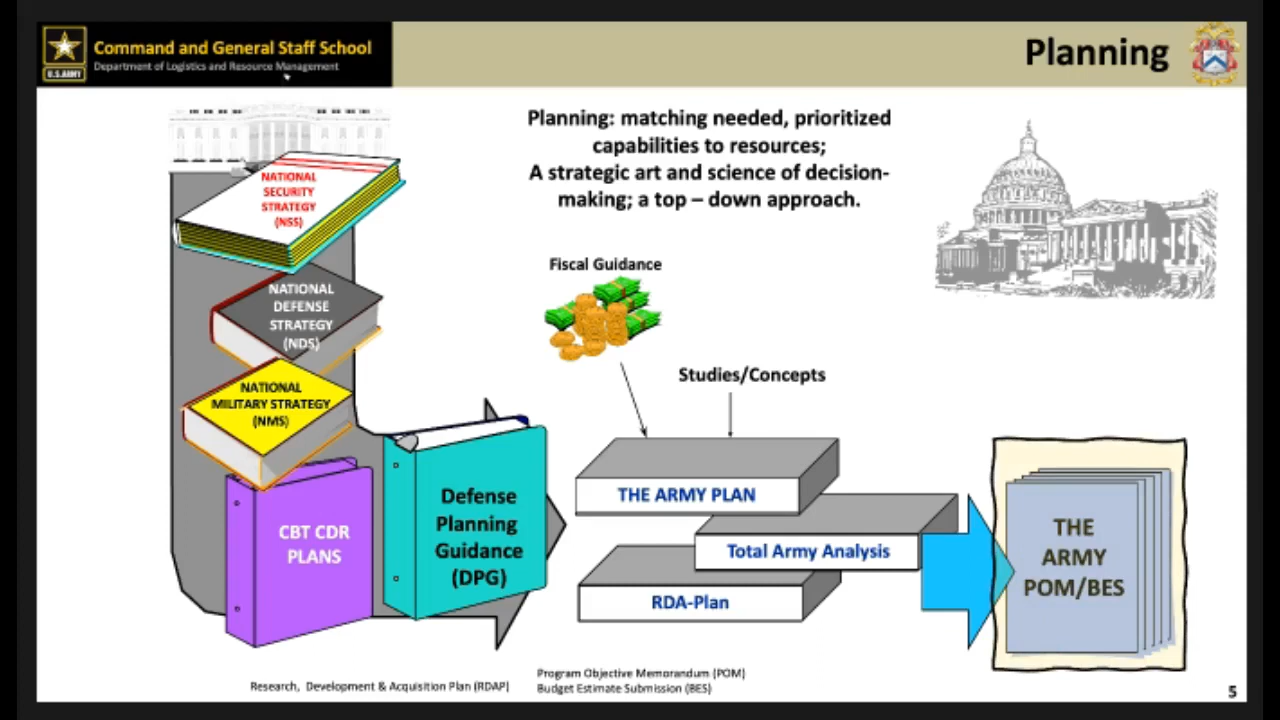 U.S.ARMY
Command and General Staff School
Department of Logistics and Resource Management
Planning
Planning: matching needed, prioritized
capabilities to resources;
A strategic art and science of decision-
making; a top – down approach.
NATIONAL
SECURITY
STRATEGY
(NSS)
NATIONAL
DEFENSE
STRATEGY
(NDS)
NATIONAL
MILITARY STRATEGY
(NMS)
CBT CDR
PLANS
Defense
Planning
Guidance
(DPG)
Fiscal Guidance
Studies/Concepts
THE ARMY PLAN
Total Army Analysis
RDA-Plan
THE
ARMY
POM/BES
Research, Development & Acquisition Plan (RDAP)
Program Objective Memorandum (POM)
Budget Estimate Submission (BES)
5